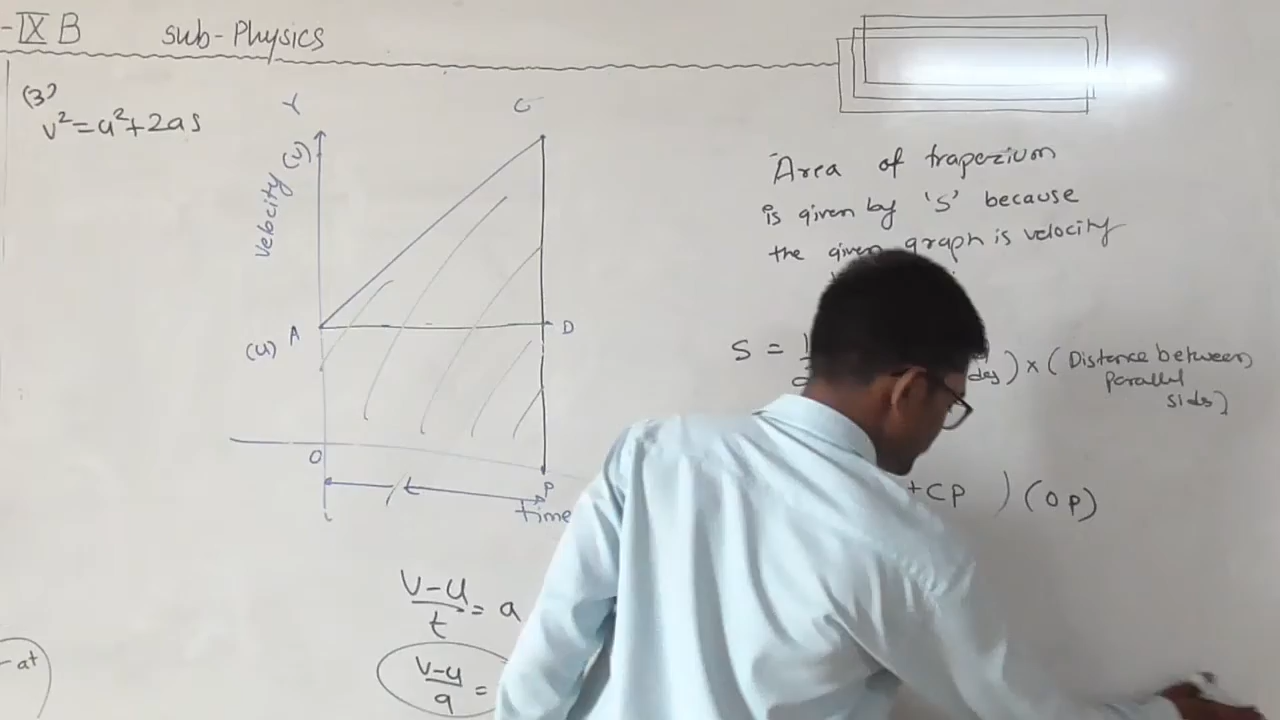 -IX B
Sub-Physics
(3)
v²=u²+2as
Y
Velocity (v)
C
A
(u)
D
O
P
t
time
Area of trapezium
is given by 'S' because
the given graph is velocity
S = × (Distance between
parallel
sides)
+CP ) (OP)
v-u/t = a
v-u/a =
-at